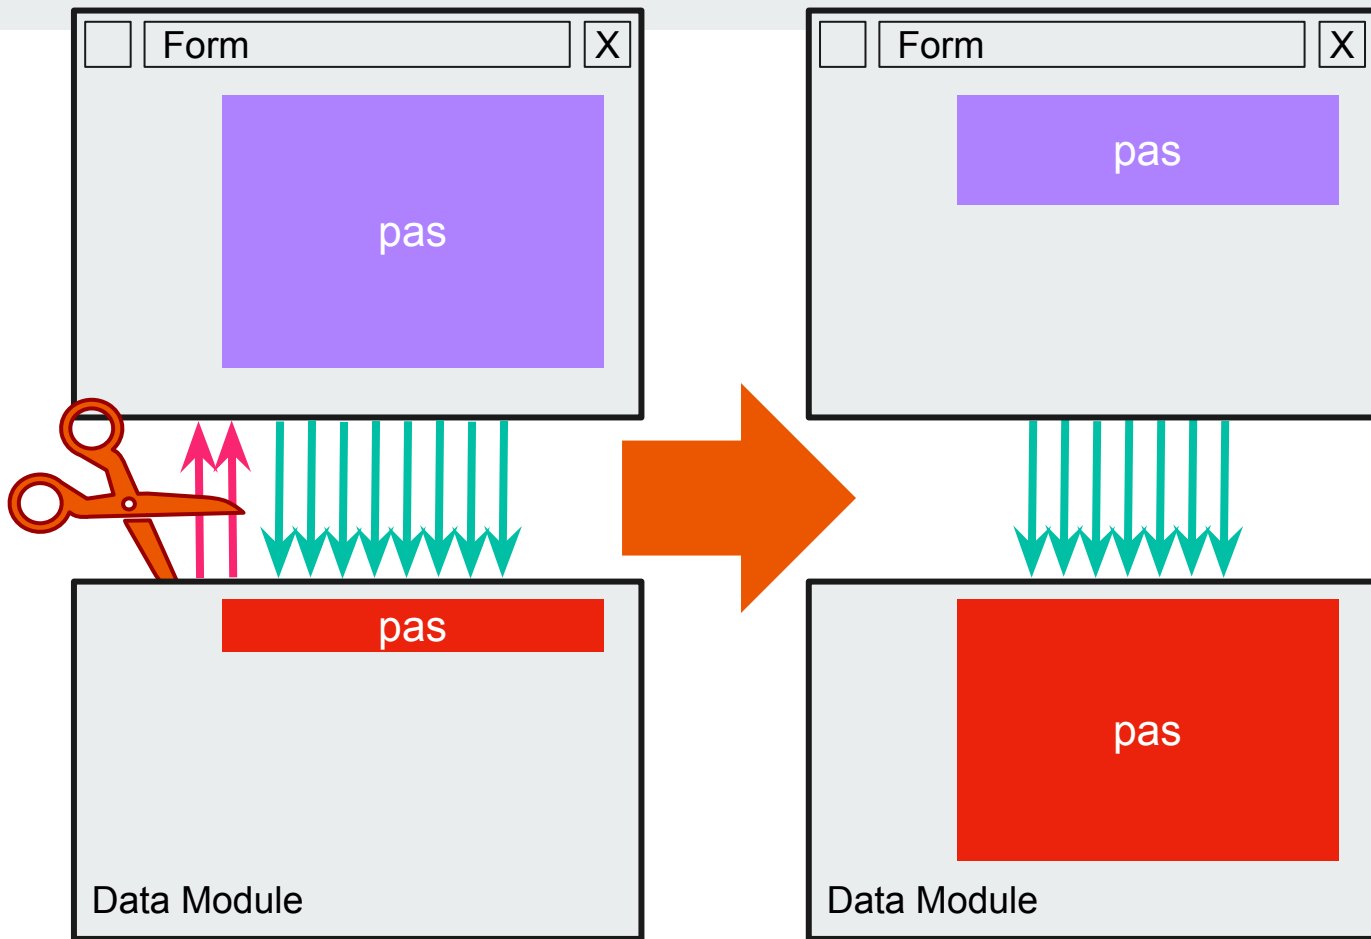 Form
X
pas
pas
Data Module
Form
X
pas
pas
Data Module